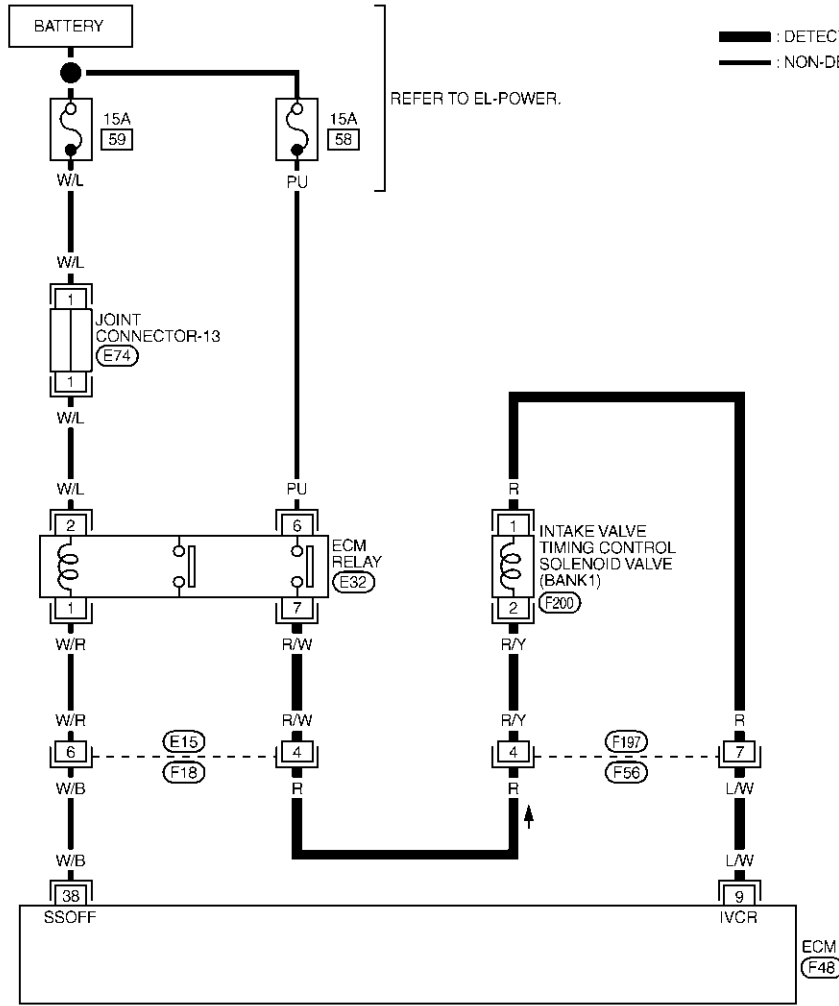 BATTERY
: DETECT
: NON-DE
REFER TO EL-POWER.
15A
59
15A
58
W/L
PU
W/L
1
JOINT
CONNECTOR-13
E74
1
W/L
W/L
PU
R
2
6
ECM
RELAY
E32
1
INTAKE VALVE
TIMING CONTROL
SOLENOID VALVE
(BANK1)
F200
1
7
2
W/R
R/W
R/Y
W/R
R/W
R/Y
R
6
E15
F18
4
4
F197
F56
7
W/B
R
R
L/W
W/B
L/W
38
9
SSOFF
IVCR
ECM
F48